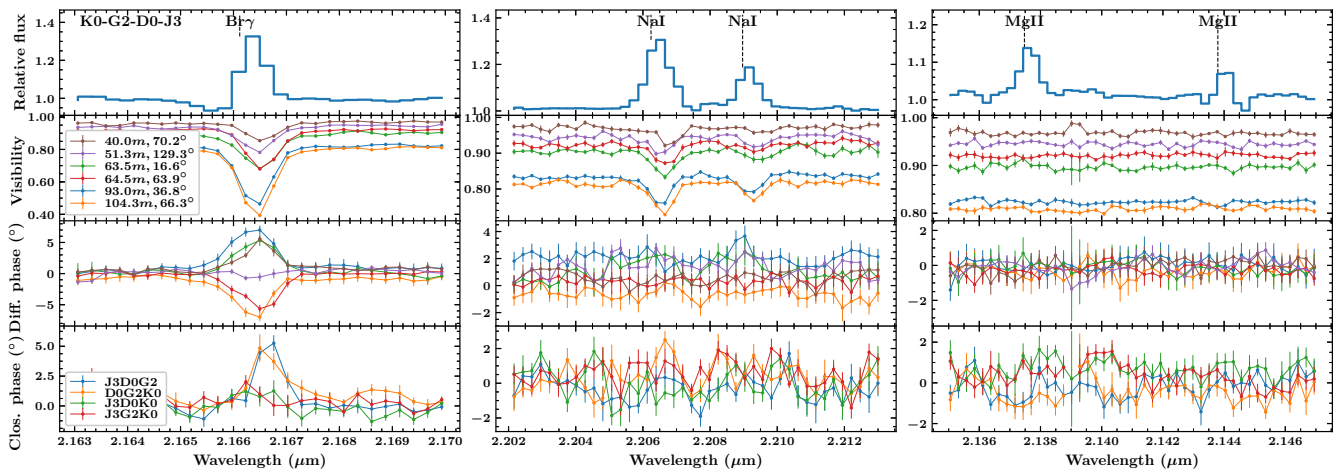 K0-G2-D0-J3
Brγ
NaI
NaI
MgII
MgII
Relative flux
1.4
1.2
1.0
1.4
1.3
1.2
1.1
1.0
1.2
1.1
1.0
Visibility
1.00
0.80
0.60
0.40
40.0m, 70.2°
51.3m, 129.3°
63.5m, 16.6°
64.5m, 63.9°
93.0m, 36.8°
104.3m, 66.3°
1.00
0.90
0.80
1.00
0.90
0.80
Diff. phase (°)
5
0
−5
4
2
0
−2
2
0
−2
Clos. phase (°)
5.0
2.5
0.0
J3D0G2
D0G2K0
J3D0K0
J3G2K0
2
0
−2
2
0
−2
2.163 2.164 2.165 2.166 2.167 2.168 2.169 2.170
2.202 2.204 2.206 2.208 2.210 2.212
2.136 2.138 2.140 2.142 2.144 2.146
Wavelength (μm)
Wavelength (μm)
Wavelength (μm)